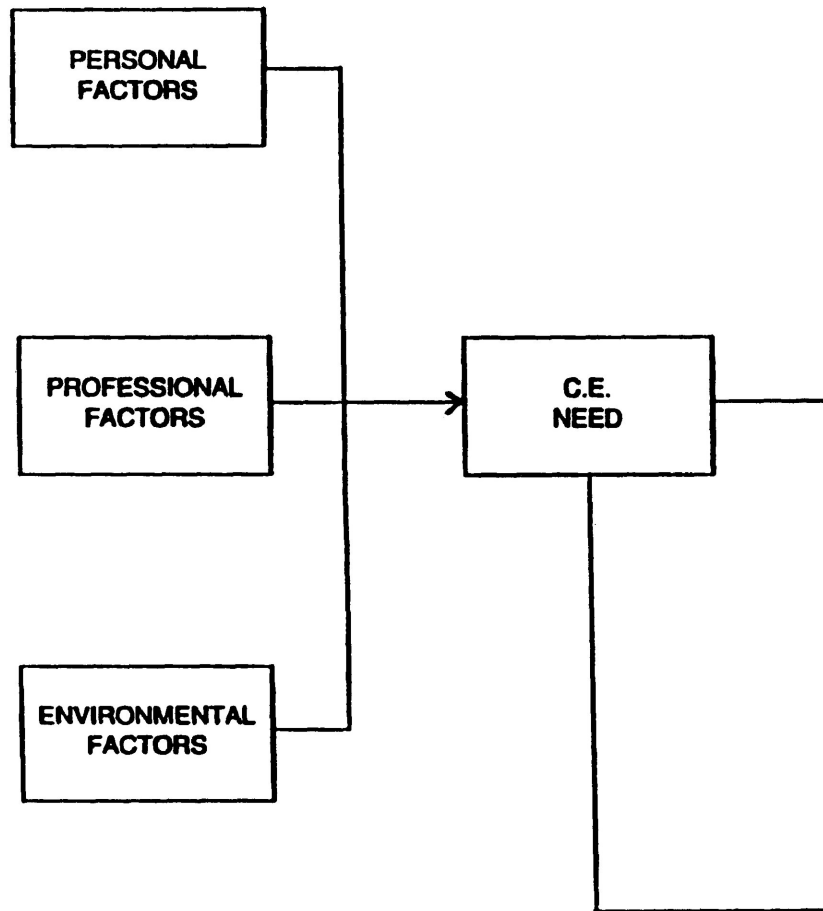 PERSONAL
FACTORS
PROFESSIONAL
FACTORS
C.E.
NEED
ENVIRONMENTAL
FACTORS